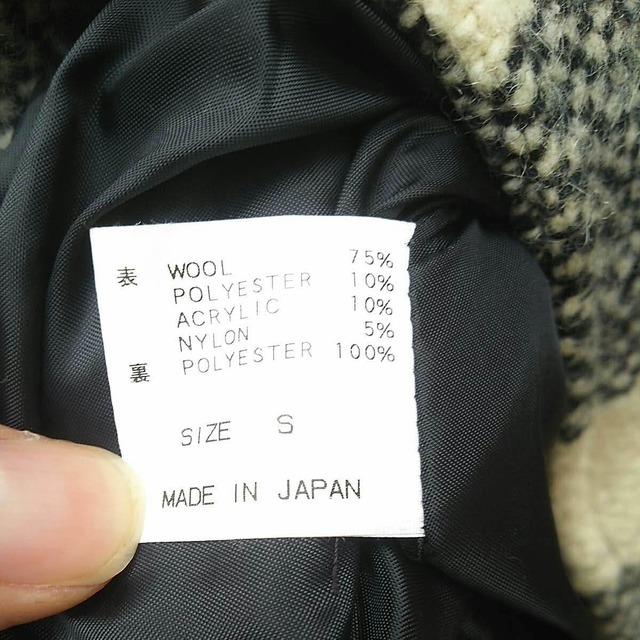 表 WOOL 75%
POLYESTER 10%
ACRYLIC 10%
NYLON 5%
裏 POLYESTER 100%
SIZE S
MADE IN JAPAN